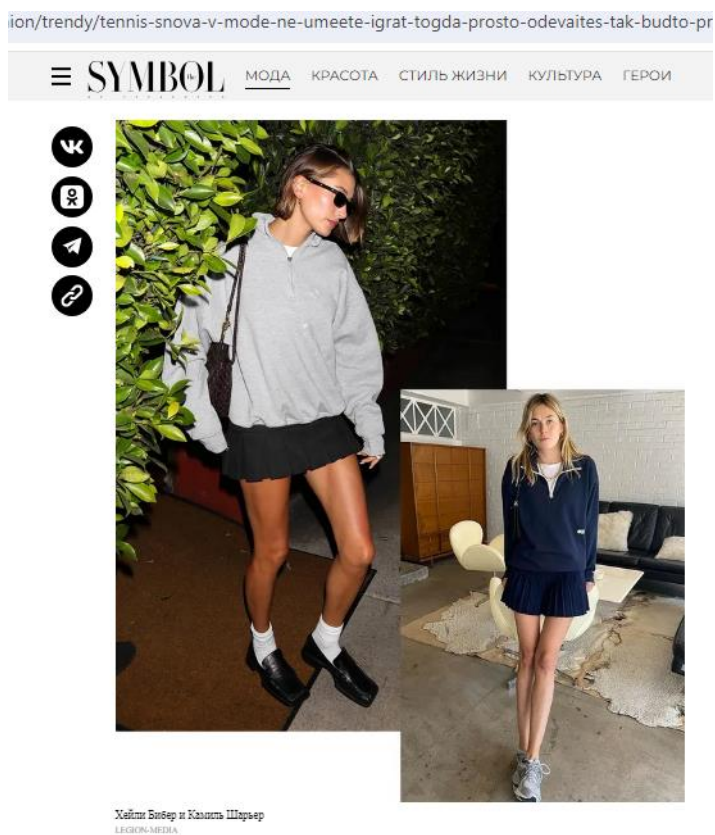 ion/trendy/tennis-snova-v-mode-ne-umeete-igrat-togda-prosto-odevaites-tak-budto-pr
the
SYMBOL МОДА КРАСОТА СТИЛЬ ЖИЗНИ КУЛЬТУРА ГЕРОИ
Хейли Бибер и Камиль Шарьер
LEGION-MEDIA